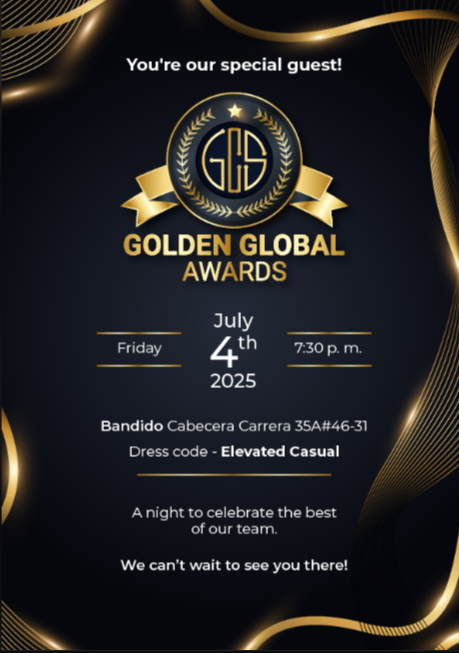 You're our special guest!
GCS
GOLDEN GLOBAL
AWARDS
July
Friday 4th 7:30 p. m.
2025
Bandido Cabecera Carrera 35A#46-31
Dress code - Elevated Casual
A night to celebrate the best
of our team.
We can't wait to see you there!